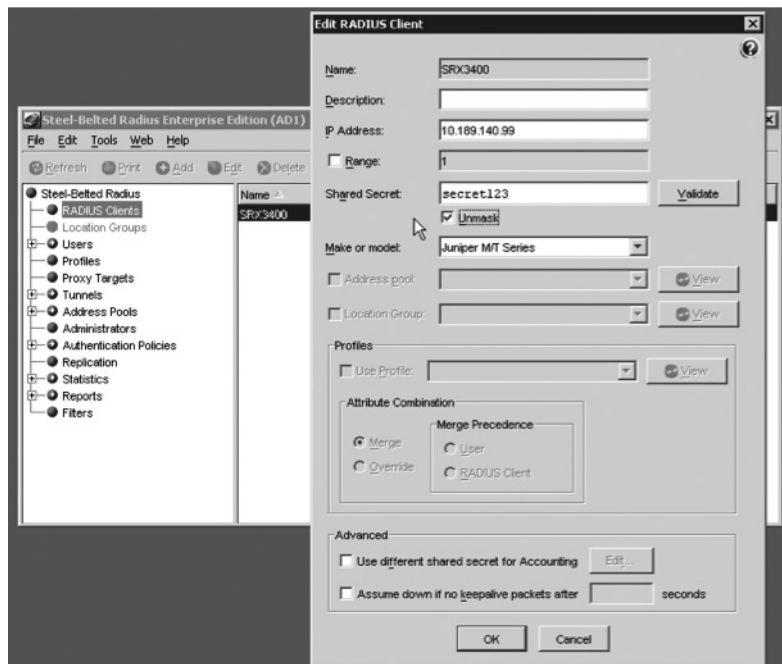 Steel-Belted Radius Enterprise Edition (AD1)
File Edit Tools Web Help
Refresh Print Add Edit Delete
Steel-Belted Radius
RADIUS Clients
Location Groups
Users
Profiles
Proxy Targets
Tunnels
Address Pools
Administrators
Authentication Policies
Replication
Statistics
Reports
Filters
Name
SRX3400
Edit RADIUS Client
Name: SRX3400
Description:
IP Address: 10.189.140.99
Range: 1
Shared Secret: secret123 Validate
Unmask
Make or model: Juniper M/T Series
Address pool: View
Location Group: View
Profiles
Use Profile: View
Attribute Combination
Merge Precedence
Merge User
Override RADIUS Client
Advanced
Use different shared secret for Accounting Edit...
Assume down if no keepalive packets after seconds
OK Cancel